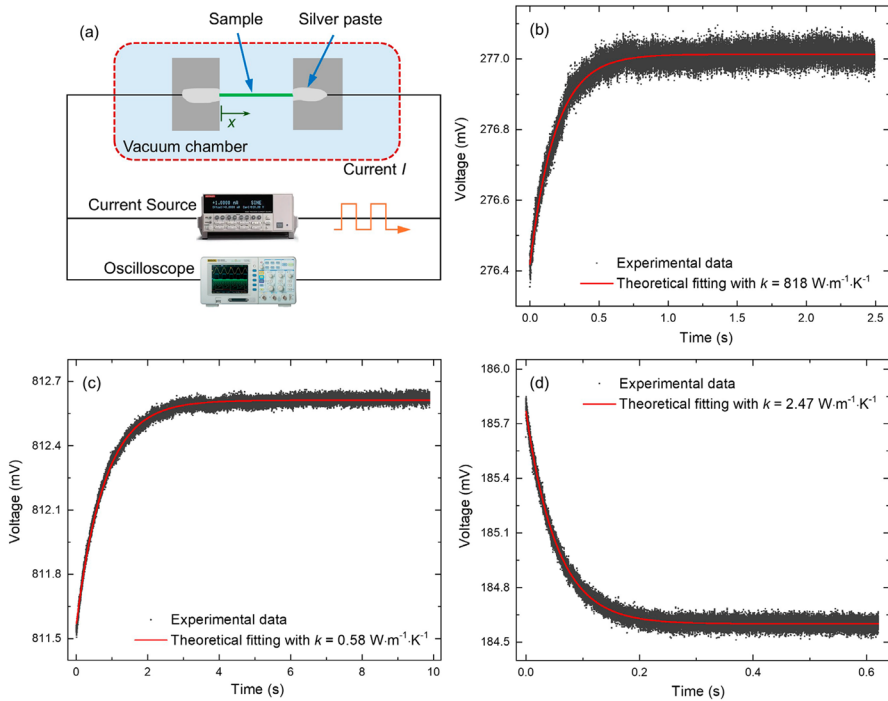 (a)
Sample
Silver paste
x
Vacuum chamber
Current I
Current Source
Oscilloscope
(b)
Voltage (mV)
277.0
276.8
276.6
276.4
Experimental data
Theoretical fitting with k = 818 W·m⁻¹·K⁻¹
0.0 0.5 1.0 1.5 2.0 2.5
Time (s)
(c)
Voltage (mV)
812.7
812.4
812.1
811.8
811.5
Experimental data
Theoretical fitting with k = 0.58 W·m⁻¹·K⁻¹
0 2 4 6 8 10
Time (s)
(d)
Voltage (mV)
186.0
185.7
185.4
185.1
184.8
184.5
Experimental data
Theoretical fitting with k = 2.47 W·m⁻¹·K⁻¹
0.0 0.2 0.4 0.6
Time (s)